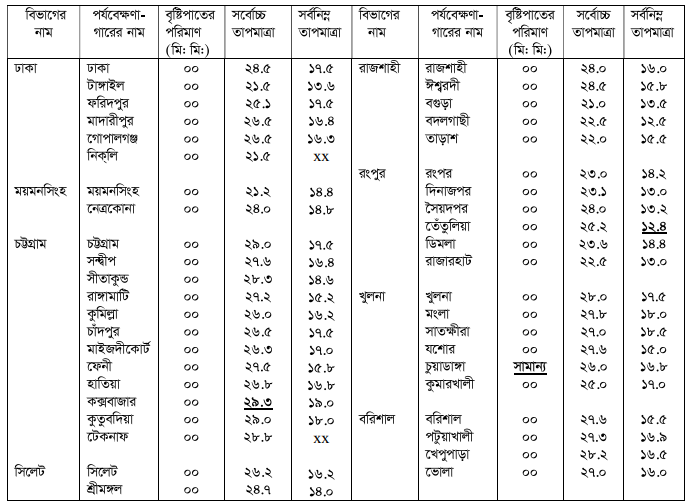 বিভাগের নাম পর্যবেক্ষণা-গারের নাম বৃষ্টিপাতের পরিমাণ (মি: মি:) সর্বোচ্চ তাপমাত্রা সর্বনিম্ন তাপমাত্রা বিভাগের নাম পর্যবেক্ষণা-গারের নাম বৃষ্টিপাতের পরিমাণ (মি: মি:) সর্বোচ্চ তাপমাত্রা সর্বনিম্ন তাপমাত্রা
ঢাকা ঢাকা ০০ ২৪.৫ ১৭.৫ রাজশাহী রাজশাহী ০০ ২৪.০ ১৬.০
টাঙ্গাইল ০০ ২১.৫ ১৩.৬ ঈশ্বরদী ০০ ২৪.৫ ১৫.৮
ফরিদপুর ০০ ২৫.১ ১৭.৫ বগুড়া ০০ ২১.০ ১৩.৫
মাদারীপুর ০০ ২৬.৫ ১৬.৪ বদলগাছী ০০ ২২.৫ ১২.৫
গোপালগঞ্জ ০০ ২৬.৫ ১৬.৩ তাড়াশ ০০ ২২.০ ১৫.৫
নিক্‌লি ০০ ২১.৫ xx
রংপুর রংপর ০০ ২৩.০ ১৪.২
ময়মনসিংহ ময়মনসিংহ ০০ ২১.২ ১৪.৪ দিনাজপর ০০ ২৩.১ ১৩.০
নেত্রকোনা ০০ ২৪.০ ১৪.৮ সৈয়দপর ০০ ২৪.০ ১৩.২
তেঁতুলিয়া ০০ ২৫.২ ১২.৪
চট্টগ্রাম চট্টগ্রাম ০০ ২৯.০ ১৭.৫ ডিমলা ০০ ২৩.৬ ১৪.৪
সন্দ্বীপ ০০ ২৭.৬ ১৬.৪ রাজারহাট ০০ ২২.৫ ১৩.০
সীতাকুন্ড ০০ ২৮.৩ ১৪.৬
রাঙ্গামাটি ০০ ২৭.২ ১৫.২ খুলনা খুলনা ০০ ২৮.০ ১৭.৫
কুমিল্লা ০০ ২৬.০ ১৬.২ মংলা ০০ ২৭.৮ ১৮.০
চাঁদপুর ০০ ২৬.৫ ১৭.৫ সাতক্ষীরা ০০ ২৭.০ ১৮.৫
মাইজদীকোর্ট ০০ ২৬.৩ ১৭.০ যশোর ০০ ২৭.৬ ১৫.০
ফেনী ০০ ২৭.৫ ১৫.৮ চুয়াডাঙ্গা সামান্য ২৬.০ ১৬.৮
হাতিয়া ০০ ২৬.৮ ১৬.৮ কুমারখালী ০০ ২৫.০ ১৭.০
কক্সবাজার ০০ ২৯.৩ ১৯.০
কুতুবদিয়া ০০ ২৯.০ ১৮.০ বরিশাল বরিশাল ০০ ২৭.৬ ১৫.৫
টেকনাফ ০০ ২৮.৮ xx পটুয়াখালী ০০ ২৭.৩ ১৬.৯
খেপুপাড়া ০০ ২৮.২ ১৬.৫
সিলেট সিলেট ০০ ২৬.২ ১৬.২ ভোলা ০০ ২৭.০ ১৬.০
শ্রীমঙ্গল ০০ ২৪.৭ ১৪.০